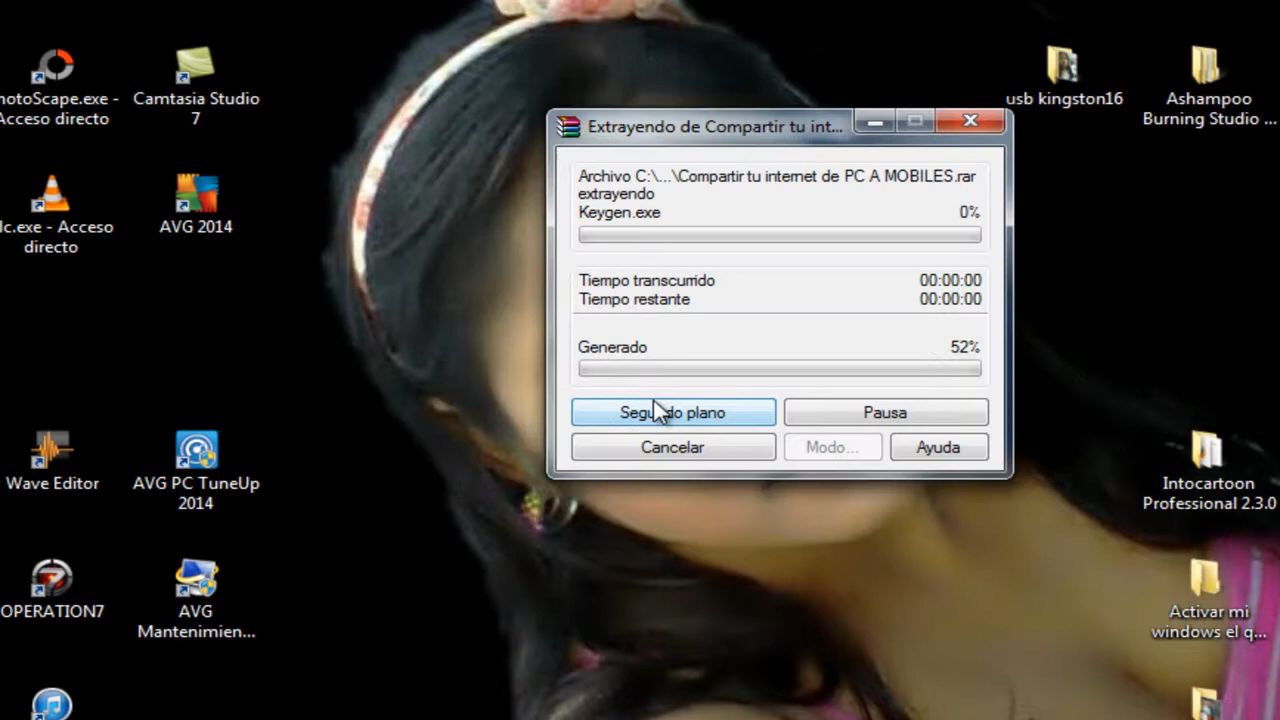 notoScape.exe -
Acceso directo
Camtasia Studio
7
lc.exe - Acceso
directo
AVG 2014
Wave Editor
AVG PC TuneUp
2014
OPERATION7
AVG
Mantenimien...
Extrayendo de Compartir tu int...
Archivo C:\...\Compartir tu internet de PC A MOBILES.rar
extrayendo
Keygen.exe 0%
Tiempo transcurrido 00:00:00
Tiempo restante 00:00:00
Generado 52%
Segundo plano Pausa
Cancelar Modo... Ayuda
usb kingston16
Ashampoo
Burning Studio ...
Intocartoon
Professional 2.3.0
Activar mi
windows el q...